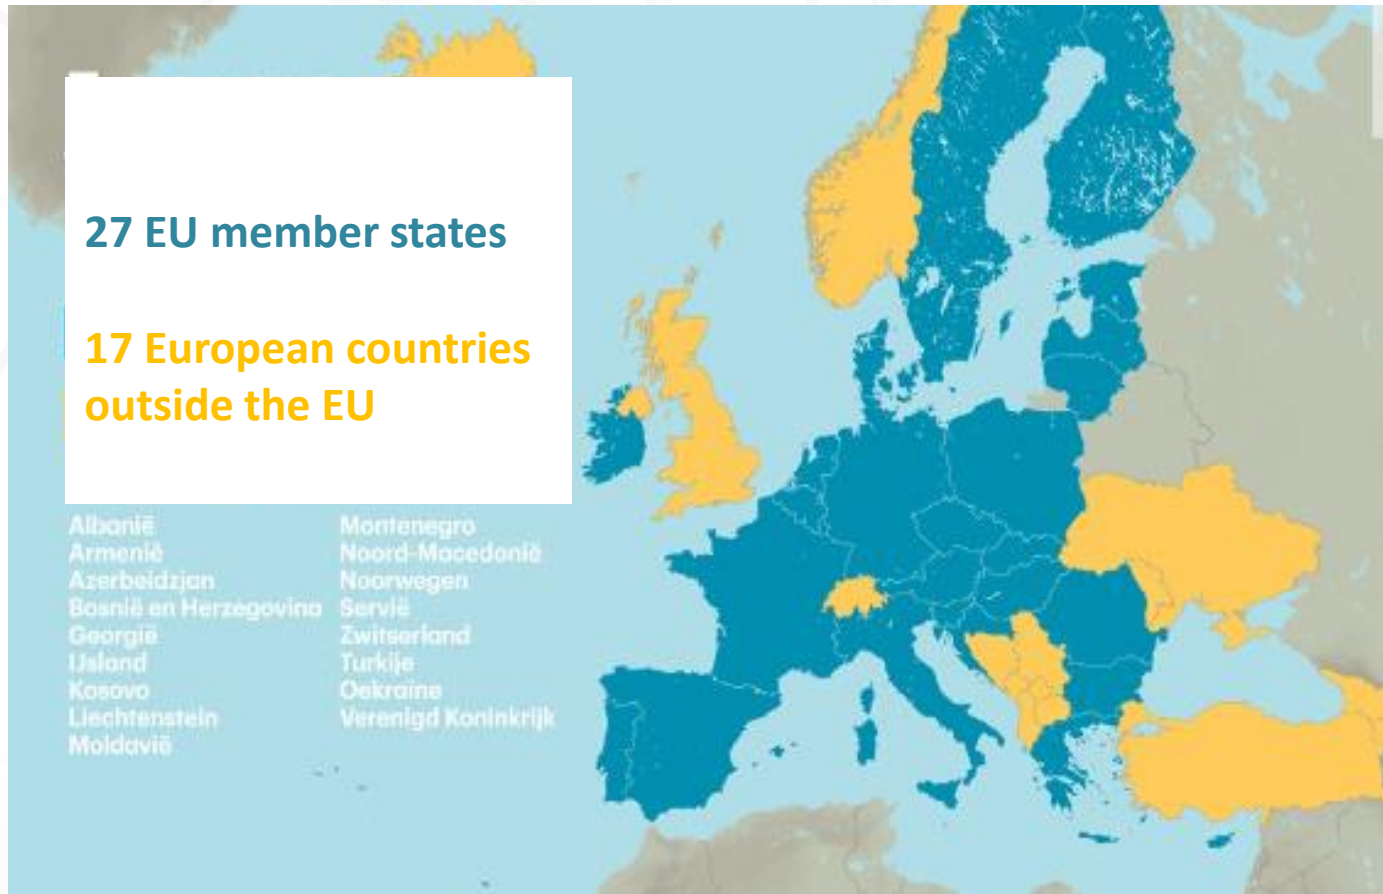 27 EU member states
17 European countries
outside the EU
Albanië
Armenië
Azerbeidzjan
Bosnië en Herzegovina
Georgië
IJsland
Kosovo
Liechtenstein
Moldavië
Montenegro
Noord-Macedonië
Noorwegen
Servië
Zwitserland
Turkije
Oekraïne
Verenigd Koninkrijk